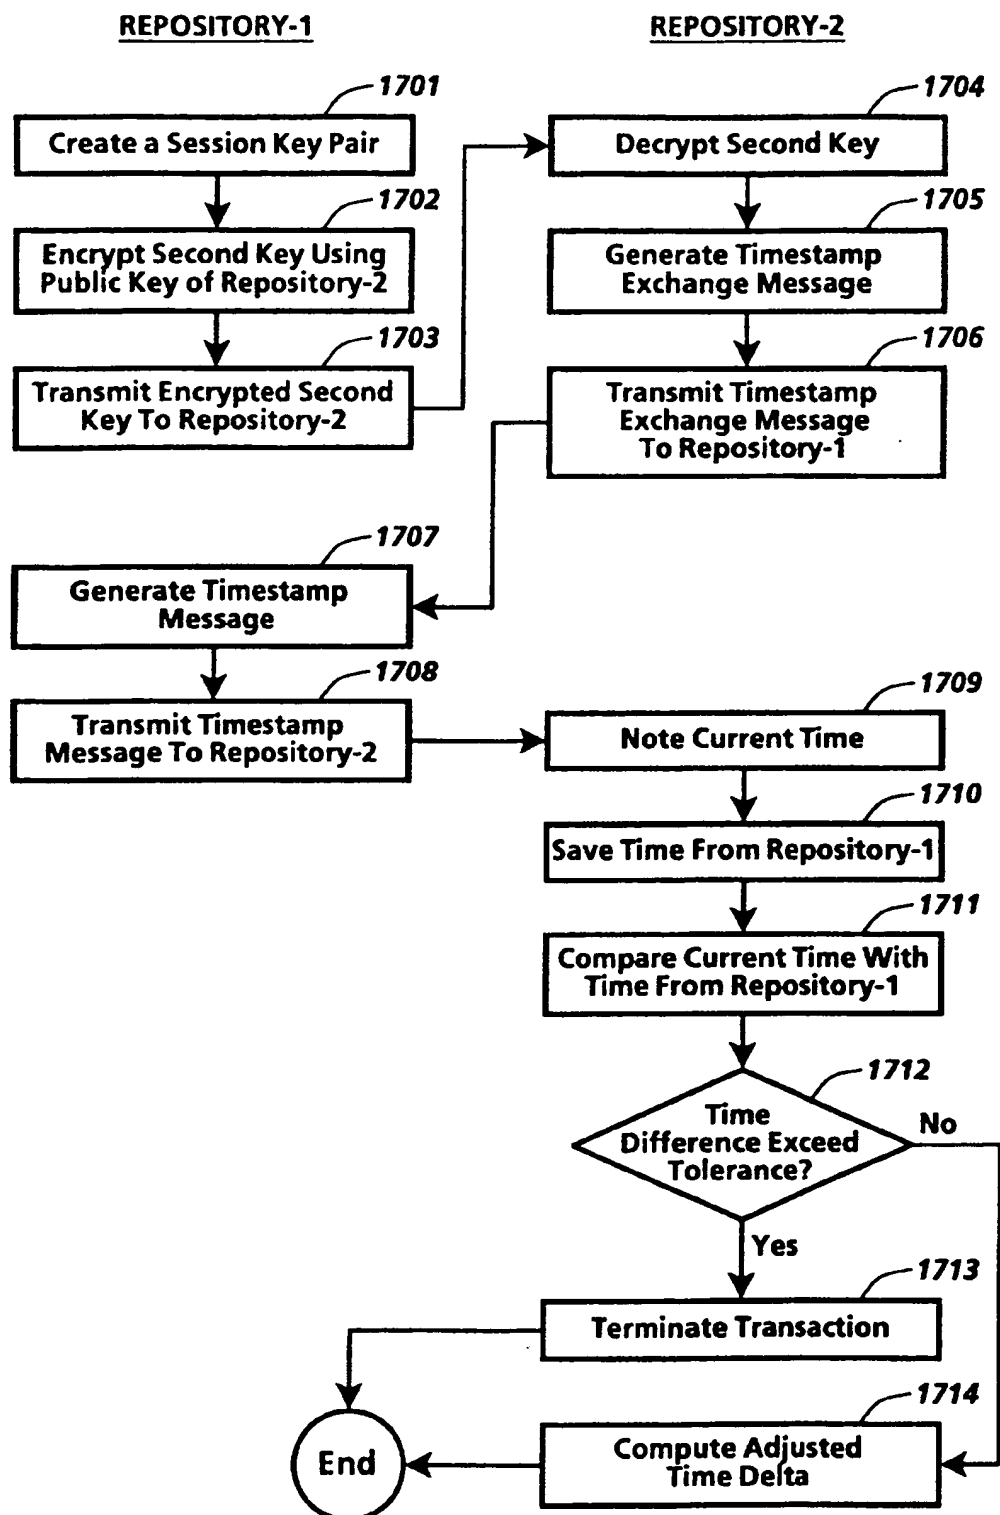 REPOSITORY-1
REPOSITORY-2
1701
Create a Session Key Pair
1702
Encrypt Second Key Using
Public Key of Repository-2
1703
Transmit Encrypted Second
Key To Repository-2
1704
Decrypt Second Key
1705
Generate Timestamp
Exchange Message
1706
Transmit Timestamp
Exchange Message
To Repository-1
1707
Generate Timestamp
Message
1708
Transmit Timestamp
Message To Repository-2
1709
Note Current Time
1710
Save Time From Repository-1
1711
Compare Current Time With
Time From Repository-1
1712
Time
Difference Exceed
Tolerance?
No
Yes
1713
Terminate Transaction
1714
Compute Adjusted
Time Delta
End